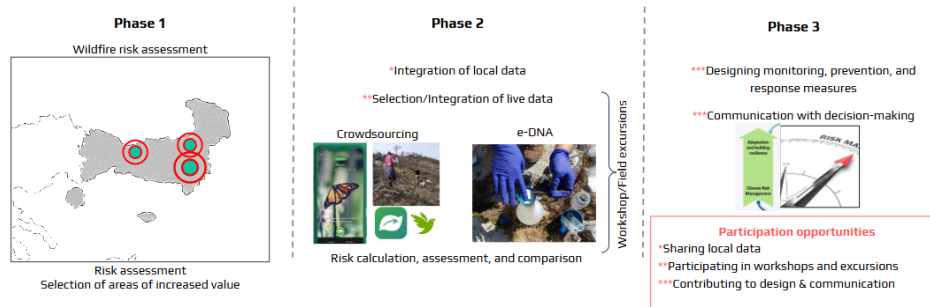 Phase 1
Wildfire risk assessment
Risk assessment
Selection of areas of increased value
Phase 2
*Integration of local data
**Selection/Integration of live data
Crowdsourcing
e-DNA
Workshop/Field excursions
Risk calculation, assessment, and comparison
Phase 3
***Designing monitoring, prevention, and
response measures
***Communication with decision-making
Adaptation
and building
resilience
Climate Risk
Management
RISK MA
Participation opportunities
*Sharing local data
**Participating in workshops and excursions
***Contributing to design & communication